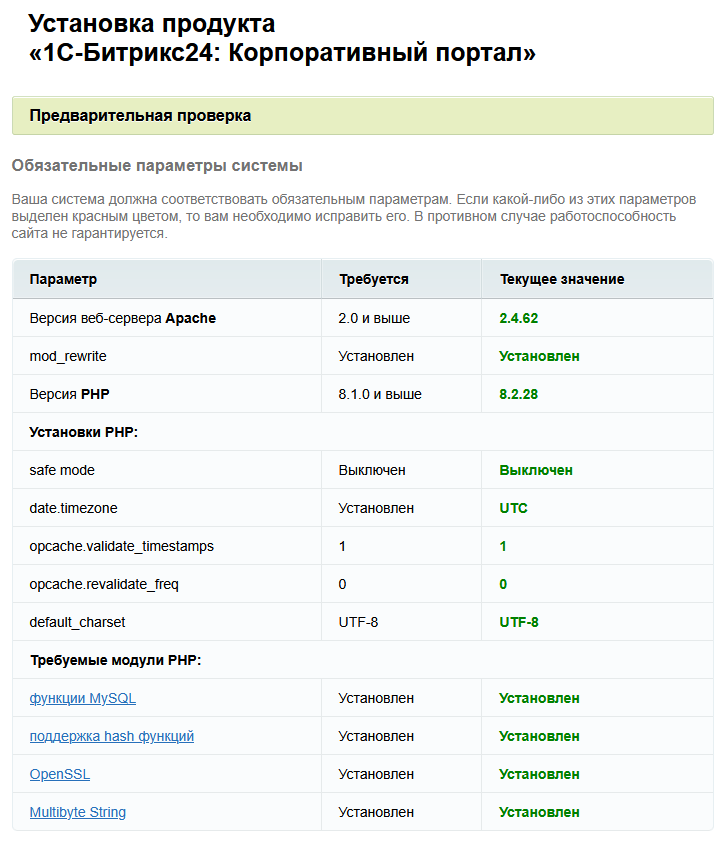 Установка продукта
«1С-Битрикс24: Корпоративный портал»
Предварительная проверка
Обязательные параметры системы
Ваша система должна соответствовать обязательным параметрам. Если какой-либо из этих параметров
выделен красным цветом, то вам необходимо исправить его. В противном случае работоспособность
сайта не гарантируется.
Параметр Требуется Текущее значение
Версия веб-сервера Apache 2.0 и выше 2.4.62
mod_rewrite Установлен Установлен
Версия PHP 8.1.0 и выше 8.2.28
Установки PHP:
safe mode Выключен Выключен
date.timezone Установлен UTC
opcache.validate_timestamps 1 1
opcache.revalidate_freq 0 0
default_charset UTF-8 UTF-8
Требуемые модули PHP:
функции MySQL Установлен Установлен
поддержка hash функций Установлен Установлен
OpenSSL Установлен Установлен
Multibyte String Установлен Установлен